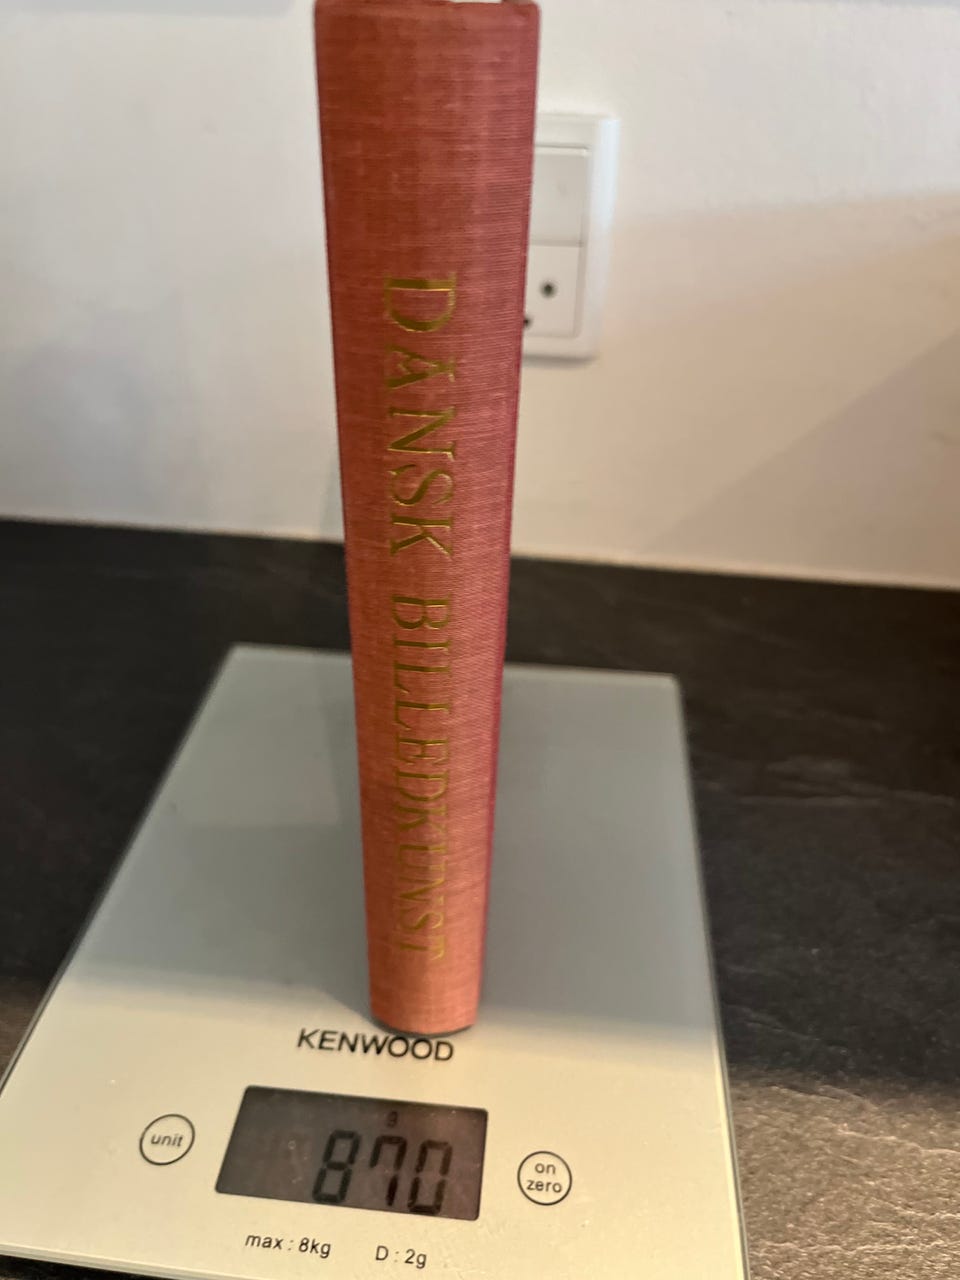 DANSK BILLEDKUNST
KENWOOD
g
870
unit
on
zero
max : 8kg D : 2g